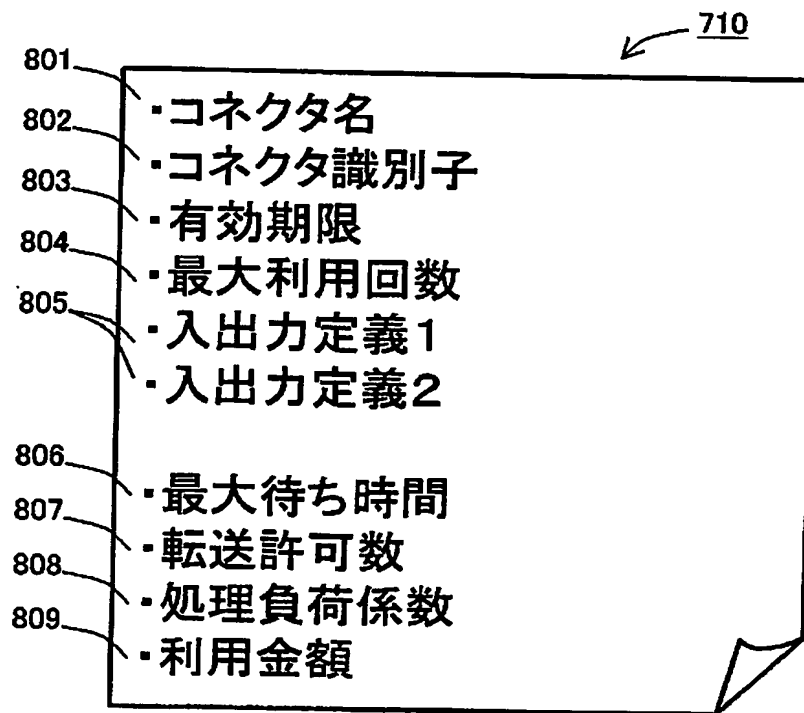 710
801 ・コネクタ名
802 ・コネクタ識別子
803 ・有効期限
804 ・最大利用回数
805 ・入出力定義1
・入出力定義2
806 ・最大待ち時間
807 ・転送許可数
808 ・処理負荷係数
809 ・利用金額